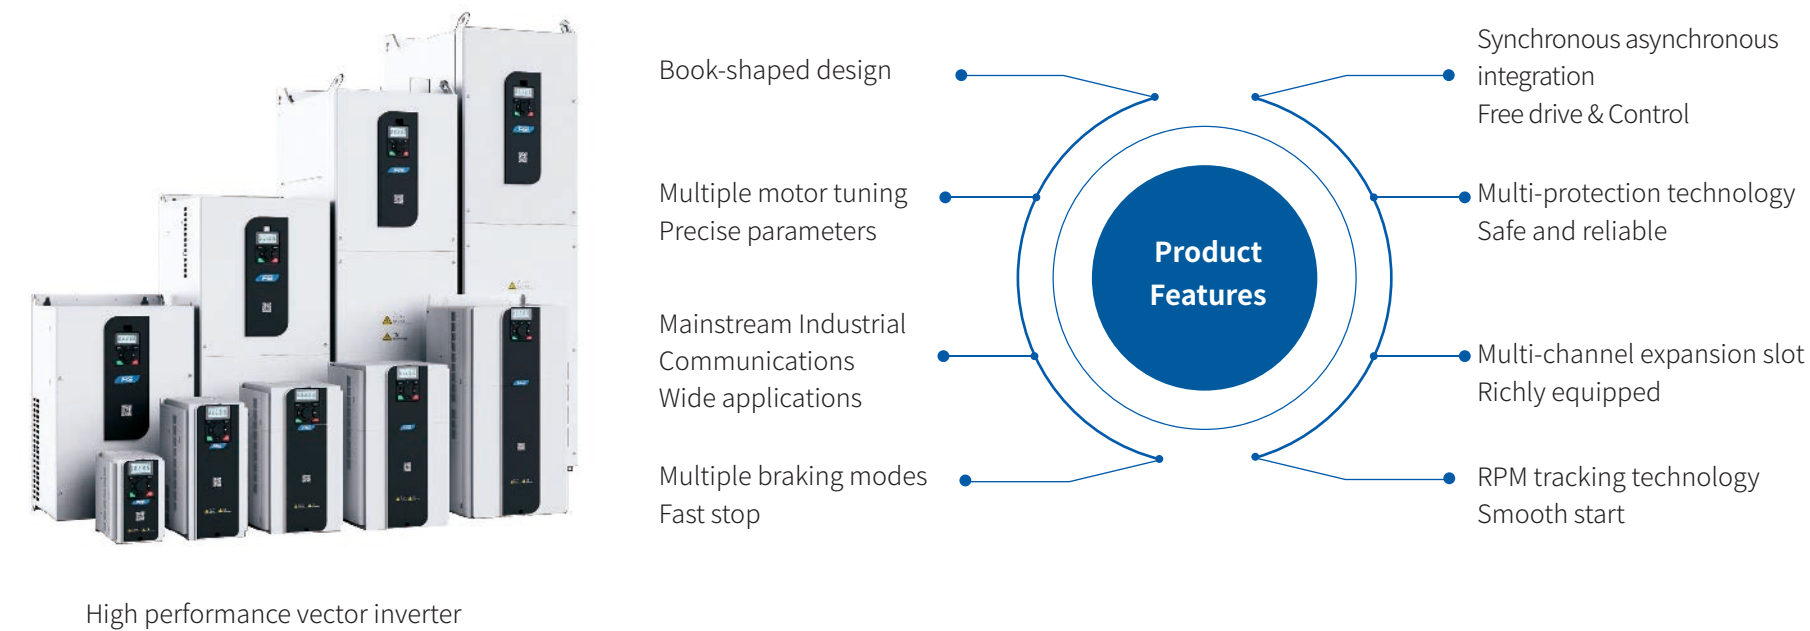 Book-shaped design
Multiple motor tuning
Precise parameters
Mainstream Industrial
Communications
Wide applications
Multiple braking modes
Fast stop
Product
Features
Synchronous asynchronous
integration
Free drive & Control
Multi-protection technology
Safe and reliable
Multi-channel expansion slot
Richly equipped
RPM tracking technology
Smooth start
High performance vector inverter